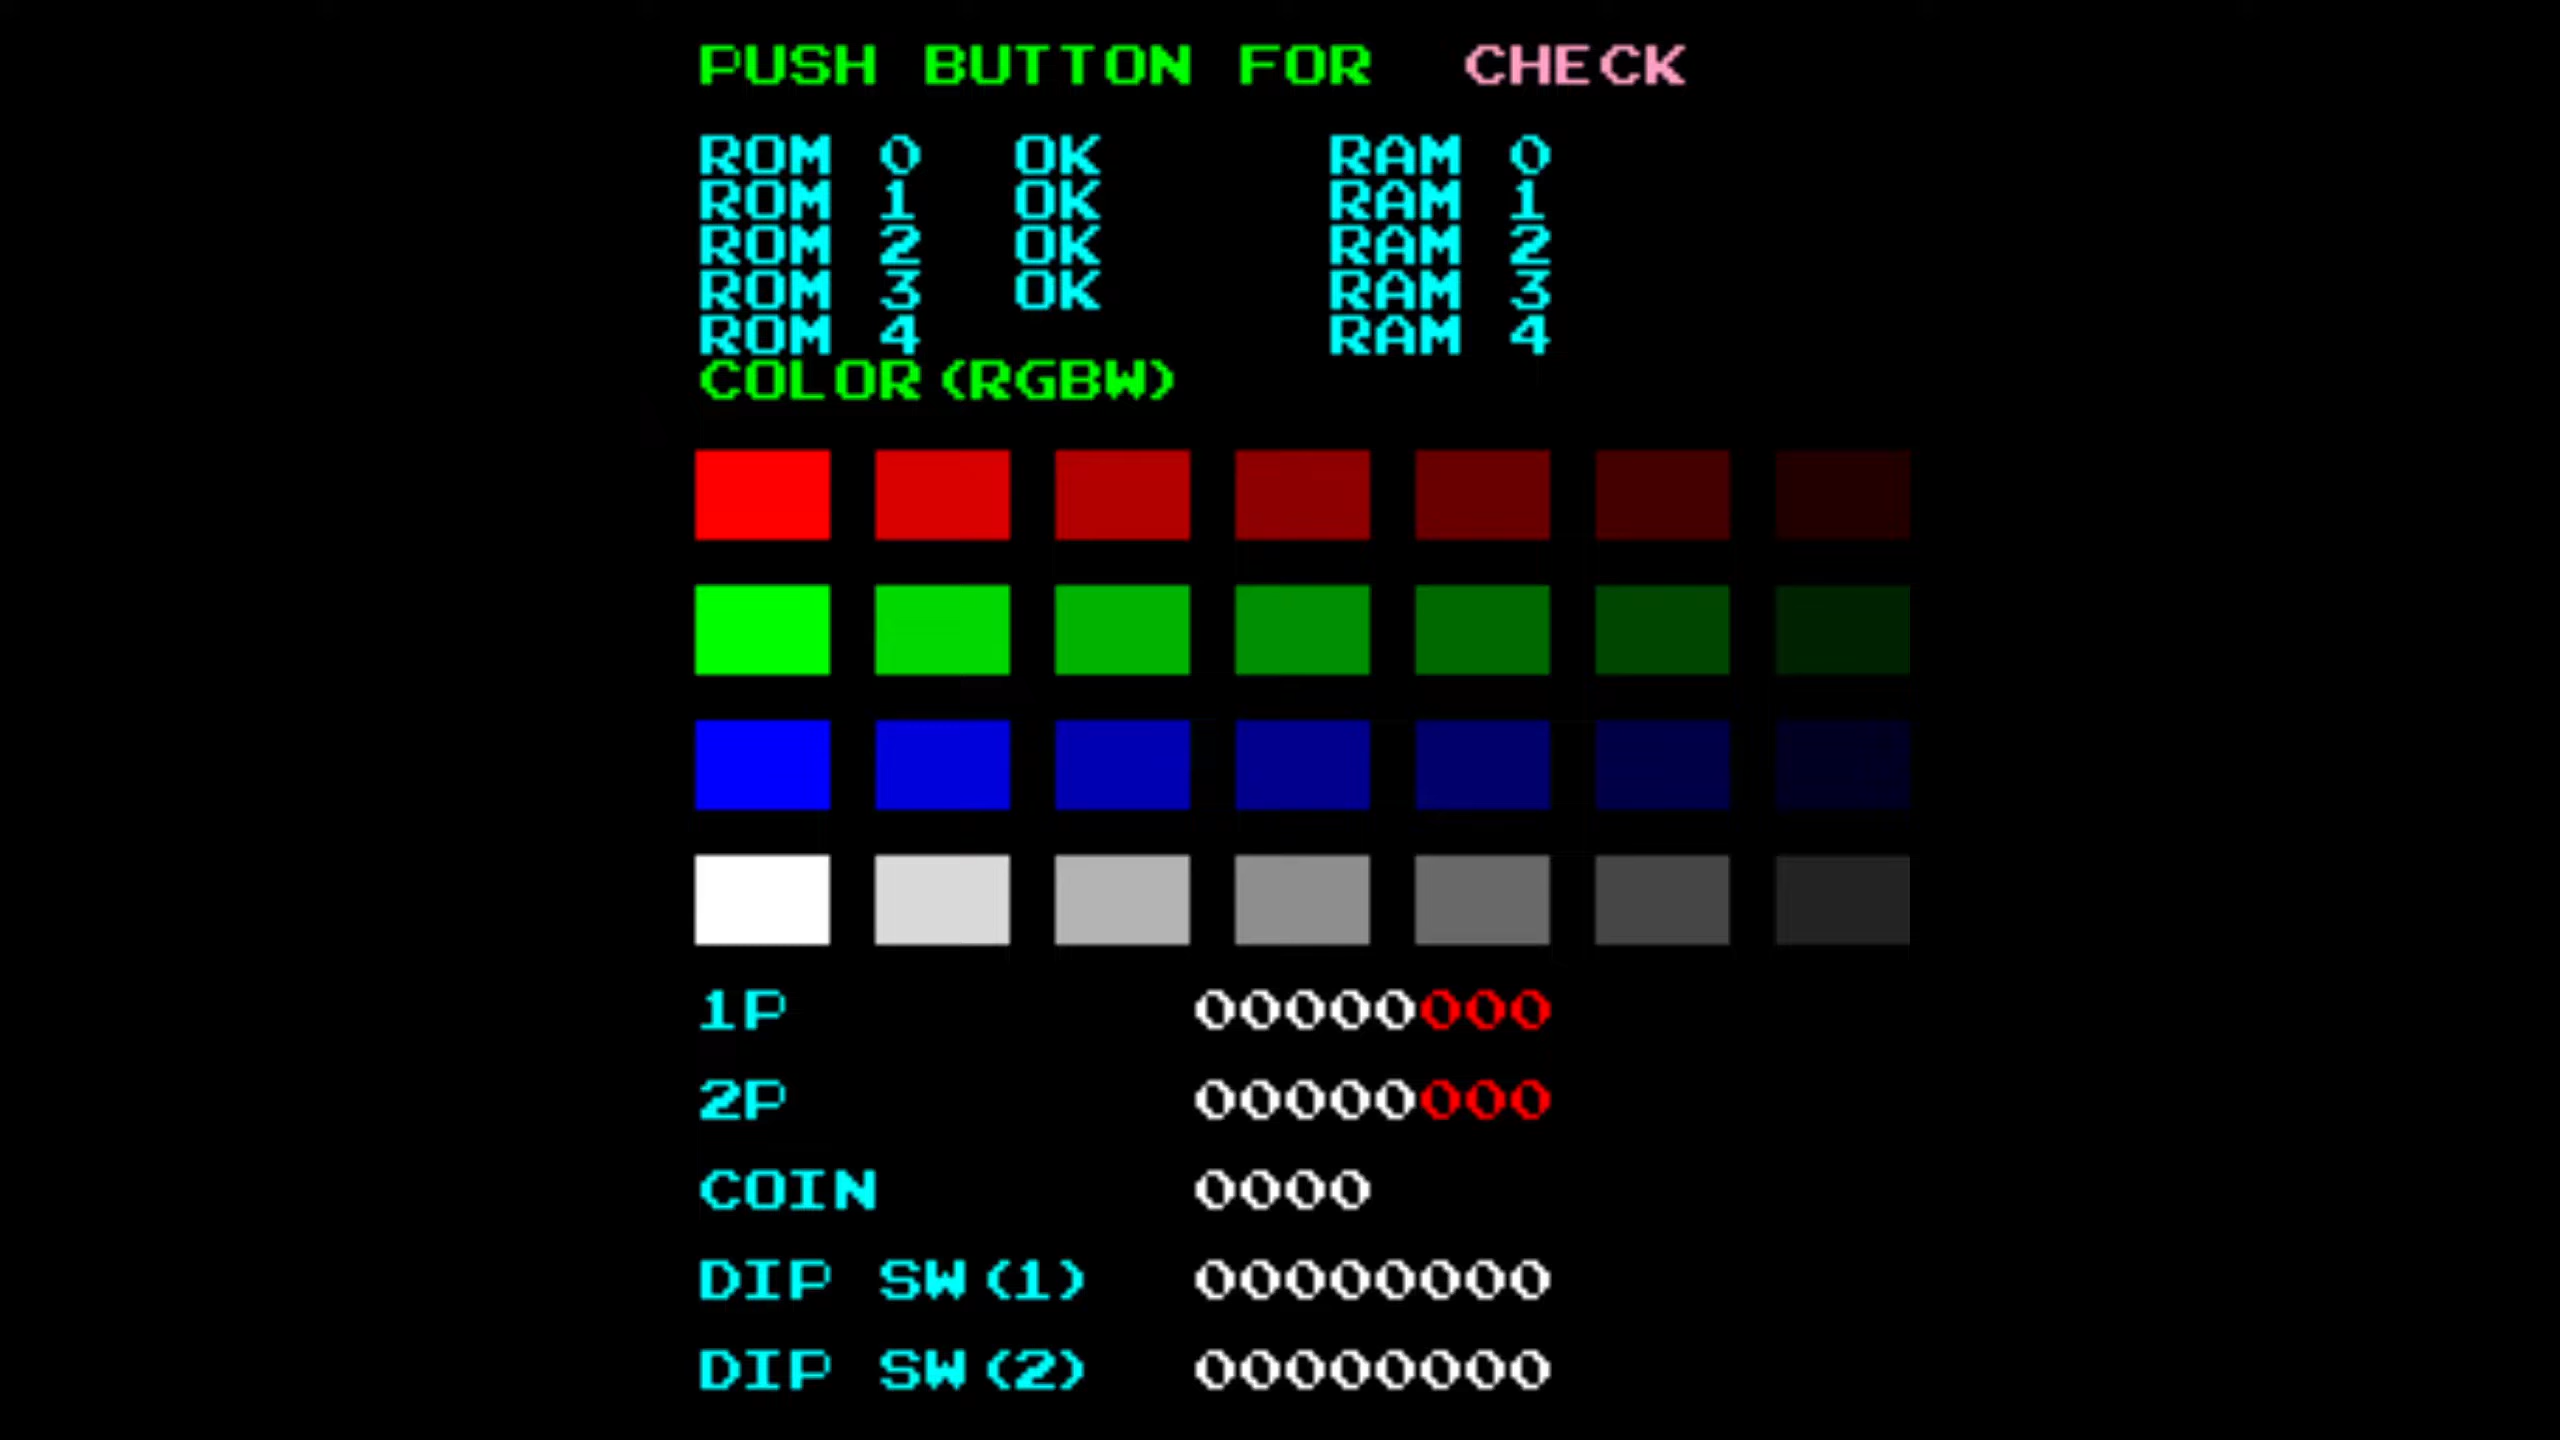 PUSH BUTTON FOR CHECK
ROM 0 OK RAM 0
ROM 1 OK RAM 1
ROM 2 OK RAM 2
ROM 3 OK RAM 3
ROM 4 RAM 4
COLOR(RGBW)
1P 00000000
2P 00000000
COIN 0000
DIP SW(1) 00000000
DIP SW(2) 00000000